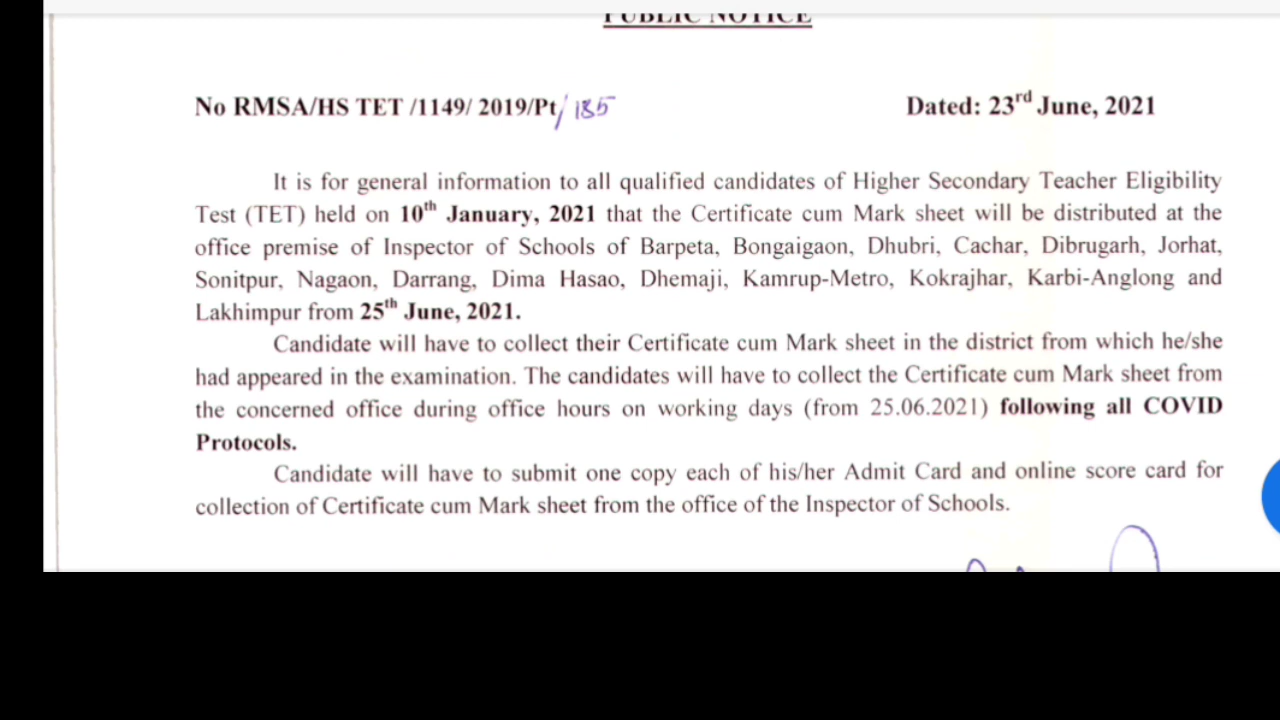 PUBLIC NOTICE
No RMSA/HS TET /1149/ 2019/Pt/185 Dated: 23rd June, 2021
It is for general information to all qualified candidates of Higher Secondary Teacher Eligibility
Test (TET) held on 10th January, 2021 that the Certificate cum Mark sheet will be distributed at the
office premise of Inspector of Schools of Barpeta, Bongaigaon, Dhubri, Cachar, Dibrugarh, Jorhat,
Sonitpur, Nagaon, Darrang, Dima Hasao, Dhemaji, Kamrup-Metro, Kokrajhar, Karbi-Anglong and
Lakhimpur from 25th June, 2021.
Candidate will have to collect their Certificate cum Mark sheet in the district from which he/she
had appeared in the examination. The candidates will have to collect the Certificate cum Mark sheet from
the concerned office during office hours on working days (from 25.06.2021) following all COVID
Protocols.
Candidate will have to submit one copy each of his/her Admit Card and online score card for
collection of Certificate cum Mark sheet from the office of the Inspector of Schools.